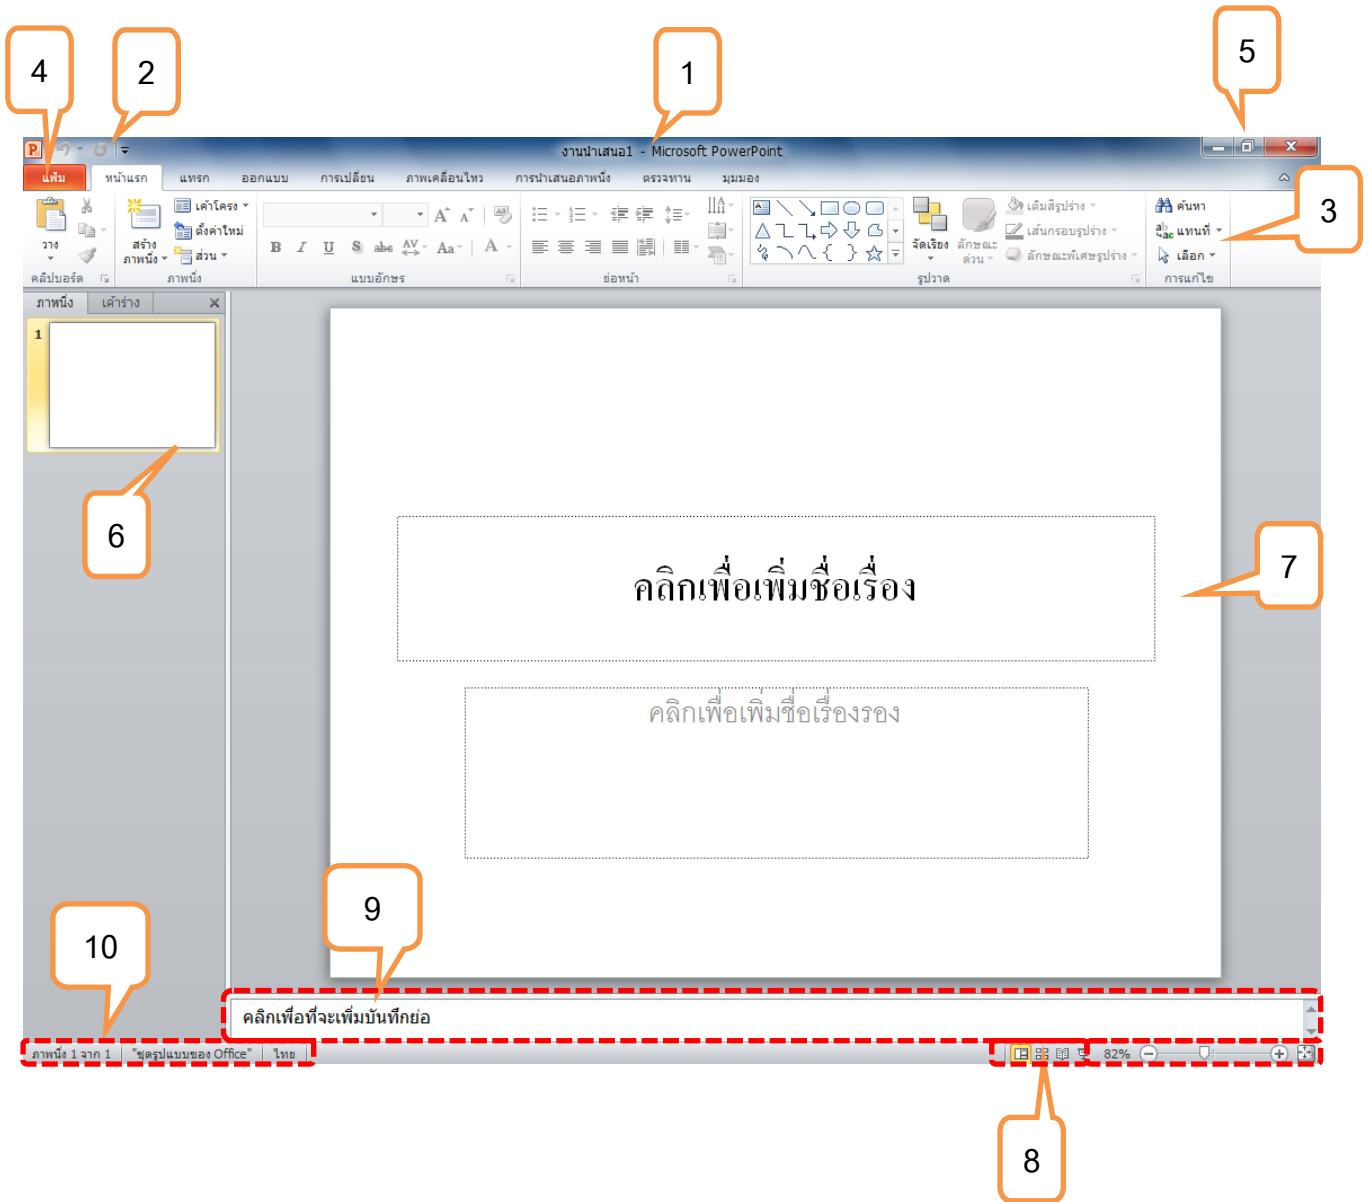 5
4
2
1
งานนำเสนอ1 - Microsoft PowerPoint
แฟ้ม หน้าแรก แทรก ออกแบบ การเปลี่ยน ภาพเคลื่อนไหว การนำเสนอภาพนิ่ง ตรวจทาน มุมมอง
3
วาง
สร้าง
ภาพนิ่ง
เค้าโครง
ตั้งค่าใหม่
ส่วน
B I U S abc AV Aa A
จัดเรียง
ลักษณะ
ด่วน
เติมสีรูปร่าง
เส้นกรอบรูปร่าง
ลักษณะพิเศษรูปร่าง
ค้นหา
แทนที่
เลือก
คลิปบอร์ด ภาพนิ่ง แบบอักษร ย่อหน้า รูปวาด การแก้ไข
ภาพนิ่ง เค้าร่าง
1
6
7
คลิกเพื่อเพิ่มชื่อเรื่อง
คลิกเพื่อเพิ่มชื่อเรื่องรอง
9
10
คลิกเพื่อที่จะเพิ่มบันทึกย่อ
ภาพนิ่ง 1 จาก 1 "ชุดรูปแบบของ Office" ไทย 82%
8